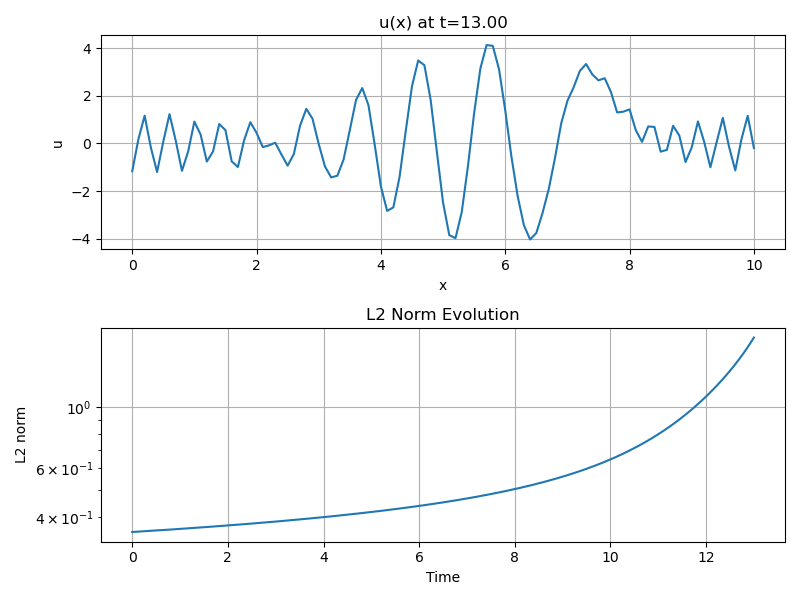 u(x) at t=13.00
u
4
2
0
−2
−4
0 2 4 6 8 10
x
L2 Norm Evolution
L2 norm
10⁰
6 × 10⁻¹
4 × 10⁻¹
0 2 4 6 8 10 12
Time